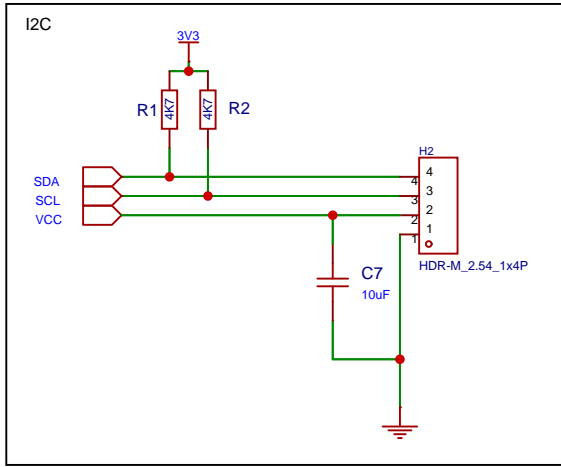 I2C
3V3
R1
4K7
4K7
R2
H2
SDA
SCL
VCC
4
3
2
1
4
3
2
1
HDR-M_2.54_1x4P
C7
10uF